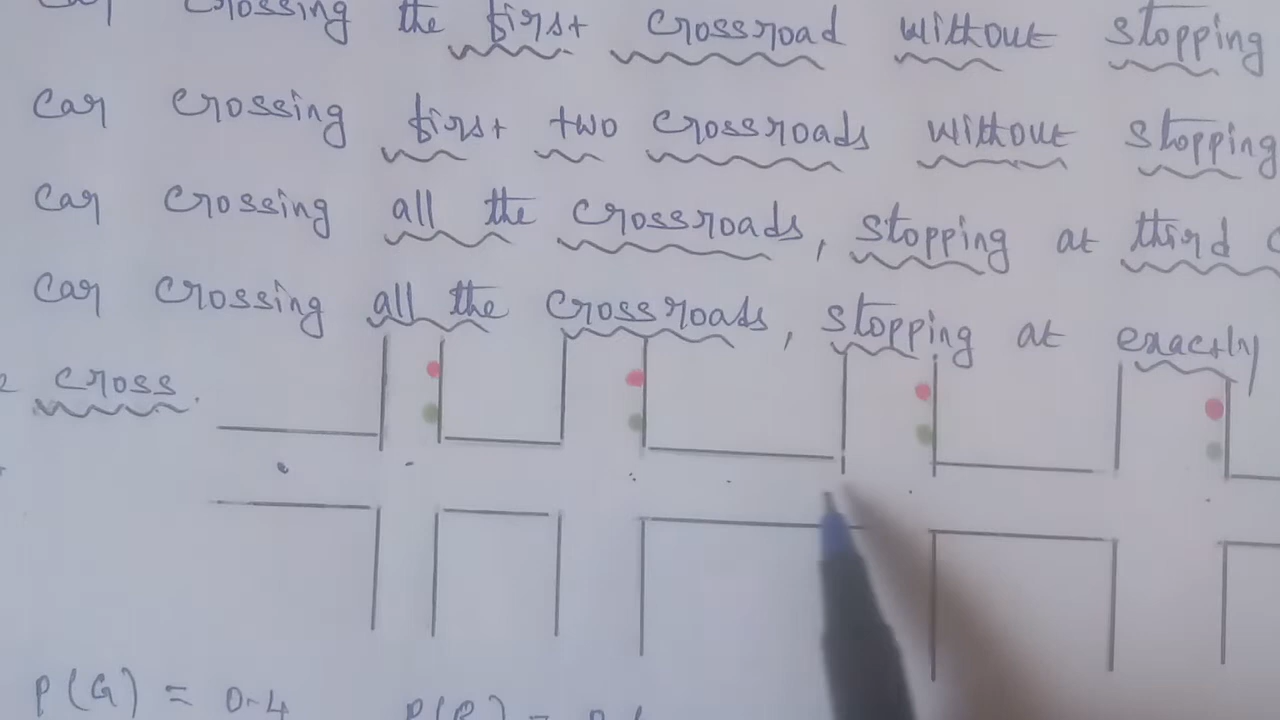 crossing the first crossroad without stopping
Car crossing first two crossroads without stopping
Car crossing all the crossroads, stopping at third
Car crossing all the crossroads, stopping at exactly
cross.
P(G) = 0.4 P(R) =